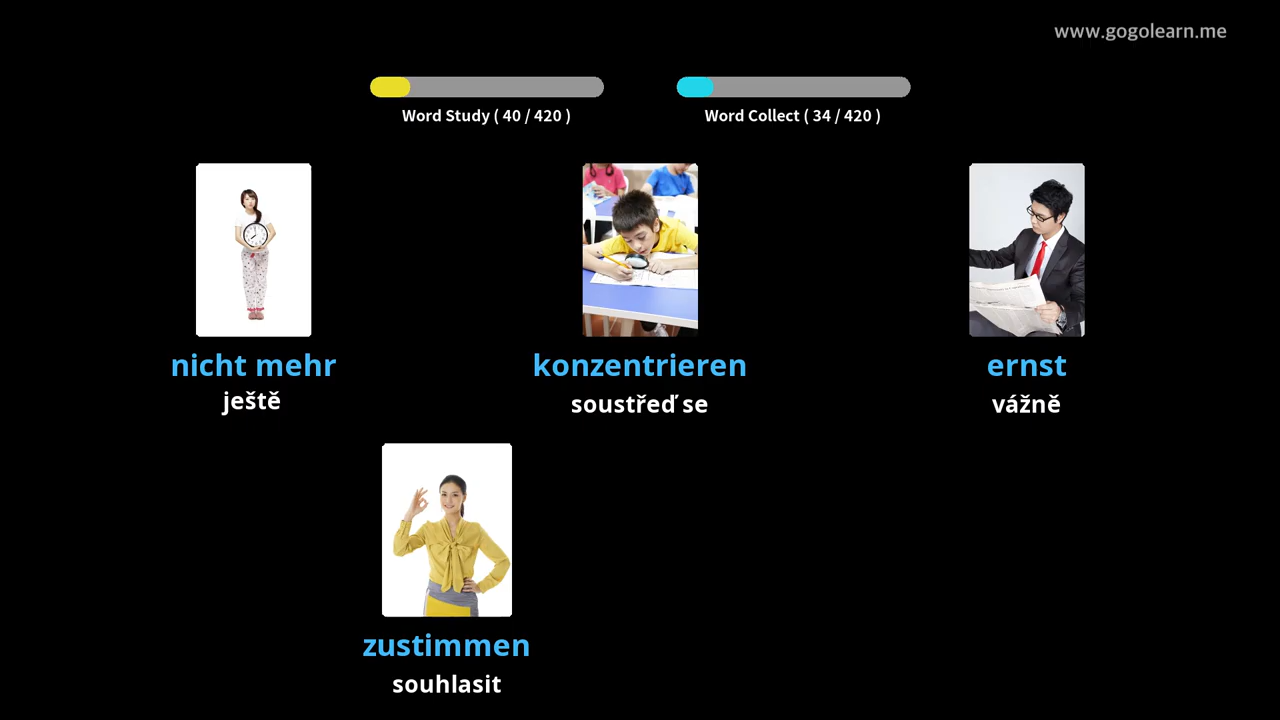 www.gogolearn.me
Word Study ( 40 / 420 )
Word Collect ( 34 / 420 )
nicht mehr
ještě
konzentrieren
soustřeď se
ernst
vážně
zustimmen
souhlasit